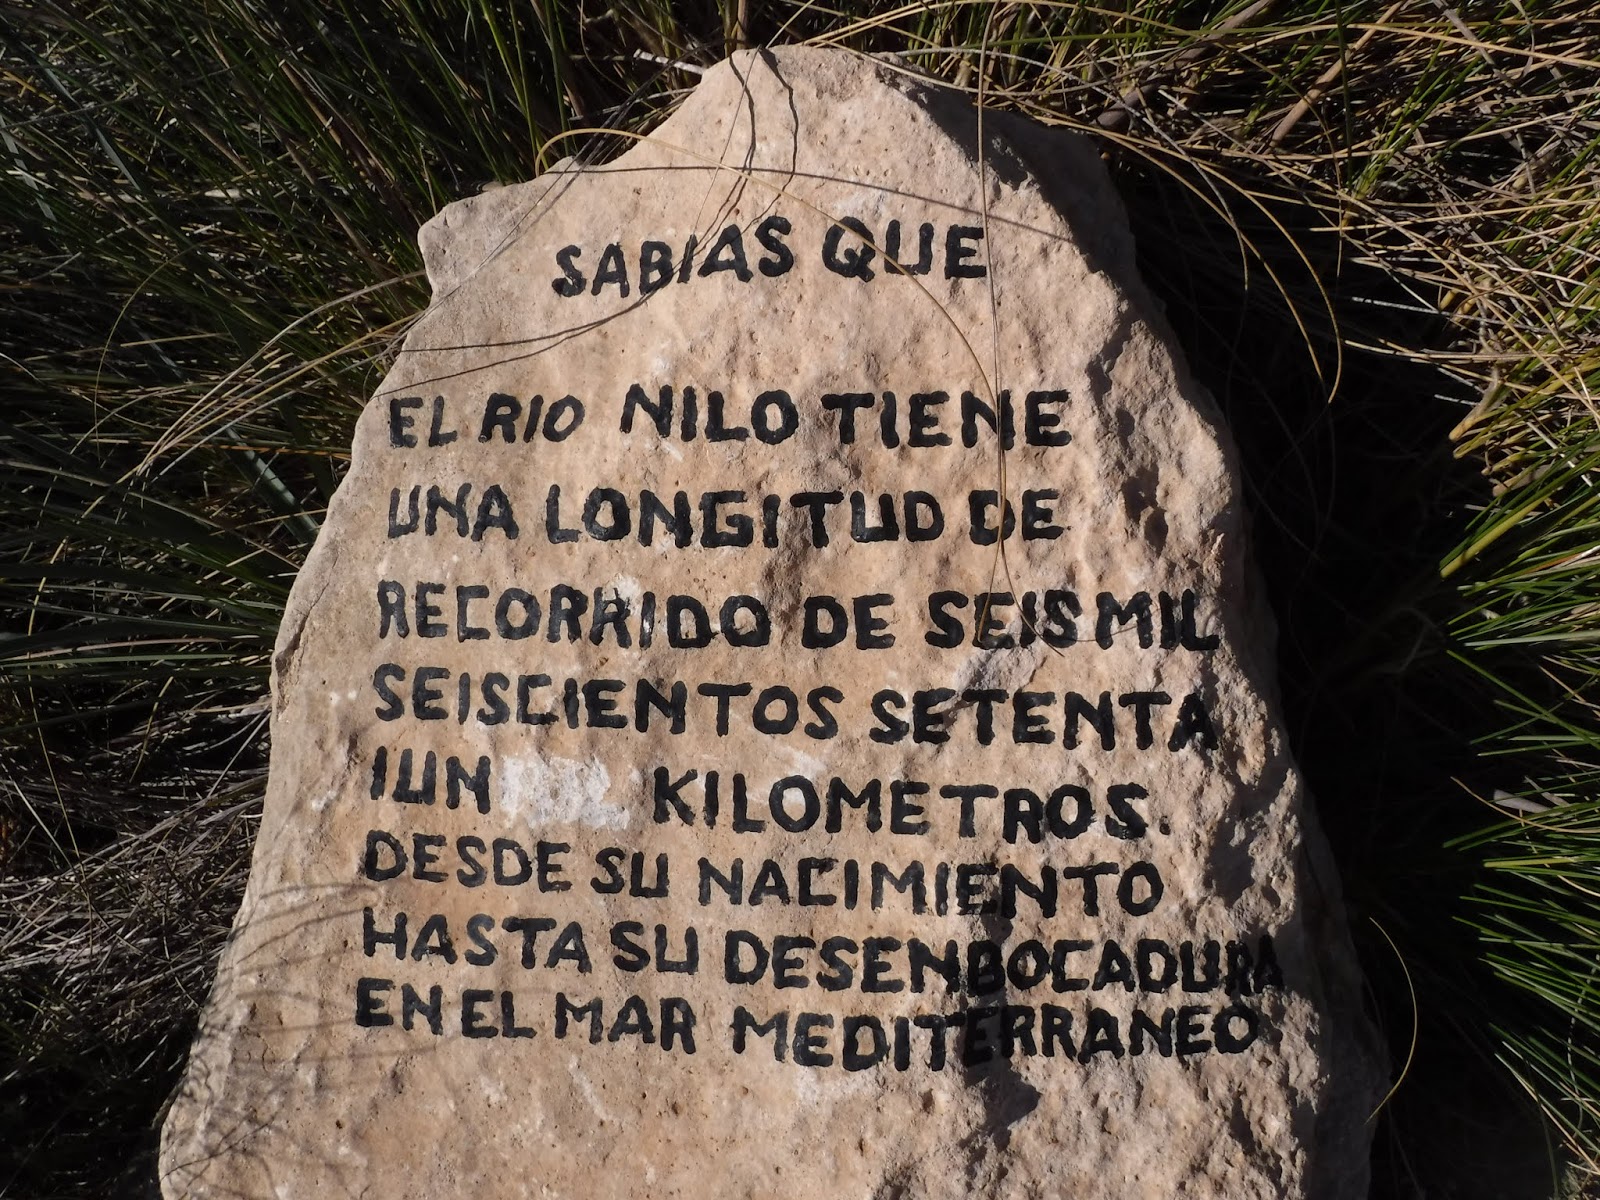 SABIAS QUE
EL RIO NILO TIENE
UNA LONGITUD DE
RECORRIDO DE SEIS MIL
SEISCIENTOS SETENTA
IUN KILOMETROS.
DESDE SU NACIMIENTO
HASTA SU DESENBOCADURA
EN EL MAR MEDITERRANEO.